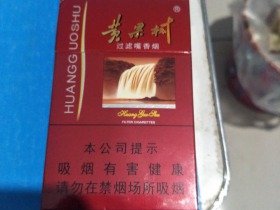 HUANGGUOSHU
黄果树
过滤嘴香烟
Huang Guo Shu
FILTER CIGARETTES
本公司提示
吸烟有害健康
请勿在禁烟场所吸烟